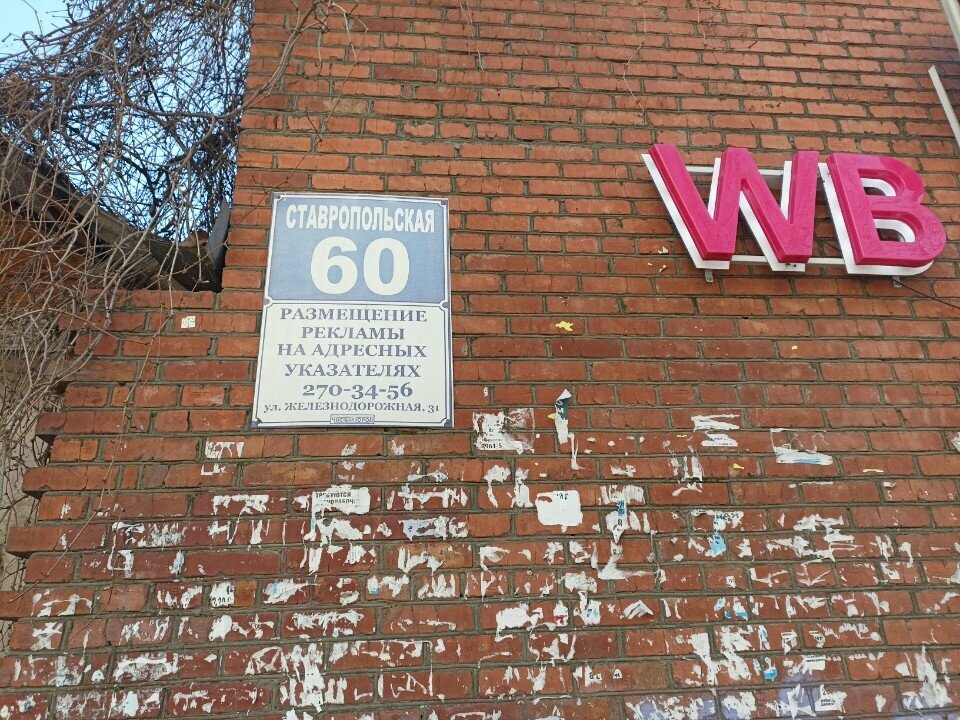 СТАВРОПОЛЬСКАЯ
60
РАЗМЕЩЕНИЕ
РЕКЛАМЫ
НА АДРЕСНЫХ
УКАЗАТЕЛЯХ
270-34-56
ул. ЖЕЛЕЗНОДОРОЖНАЯ, 31
WB